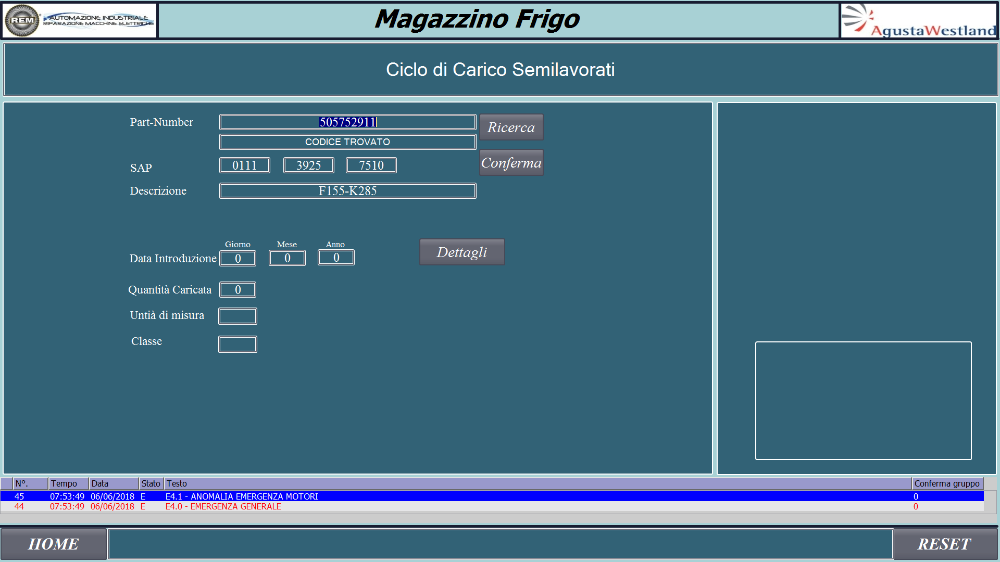 REM
AUTOMAZIONE INDUSTRIALE
RIPARAZIONE MACCHINE ELETTRICHE
Magazzino Frigo
AgustaWestland
Ciclo di Carico Semilavorati
Part-Number 505752911 Ricerca
CODICE TROVATO
SAP 0111 3925 7510 Conferma
Descrizione F155-K285
Giorno Mese Anno
Data Introduzione 0 0 0 Dettagli
Quantità Caricata 0
Untià di misura
Classe
N°. Tempo Data Stato Testo Conferma gruppo
45 07:53:49 06/06/2018 E E4.1 - ANOMALIA EMERGENZA MOTORI 0
44 07:53:49 06/06/2018 E E4.0 - EMERGENZA GENERALE 0
HOME RESET